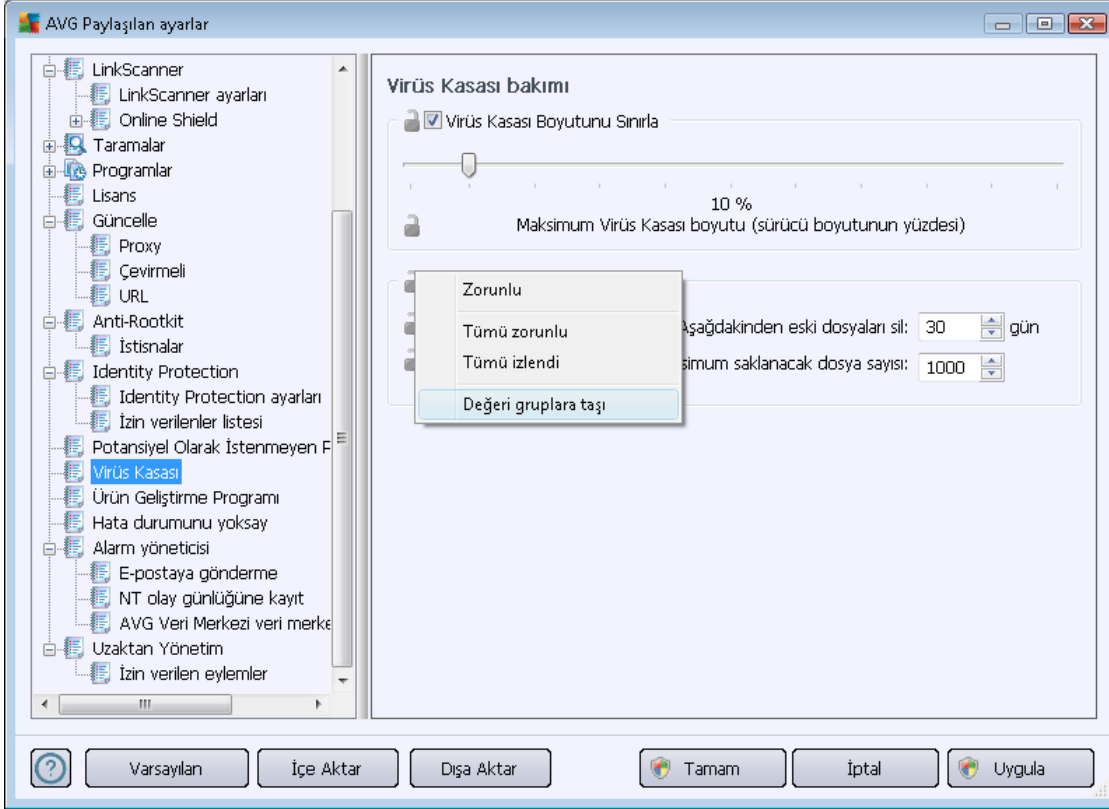 AVG Paylaşılan ayarlar
LinkScanner
LinkScanner ayarları
Online Shield
Taramalar
Programlar
Lisans
Güncelle
Proxy
Çevirmeli
URL
Anti-Rootkit
İstisnalar
Identity Protection
Identity Protection ayarları
İzin verilenler listesi
Potansiyel Olarak İstenmeyen
Virüs Kasası
Ürün Geliştirme Programı
Hata durumunu yoksay
Alarm yöneticisi
E-postaya gönderme
NT olay günlüğüne kayıt
AVG Veri Merkezi veri merke
Uzaktan Yönetim
İzin verilen eylemler
Virüs Kasası bakımı
Virüs Kasası Boyutunu Sınırla
10 %
Maksimum Virüs Kasası boyutu (sürücü boyutunun yüzdesi)
Zorunlu
Tümü zorunlu
Tümü izlendi
Değeri gruplara taşı
Aşağdakinden eski dosyaları sil: 30 gün
simum saklanacak dosya sayısı: 1000
Varsayılan
İçe Aktar
Dışa Aktar
Tamam
İptal
Uygula